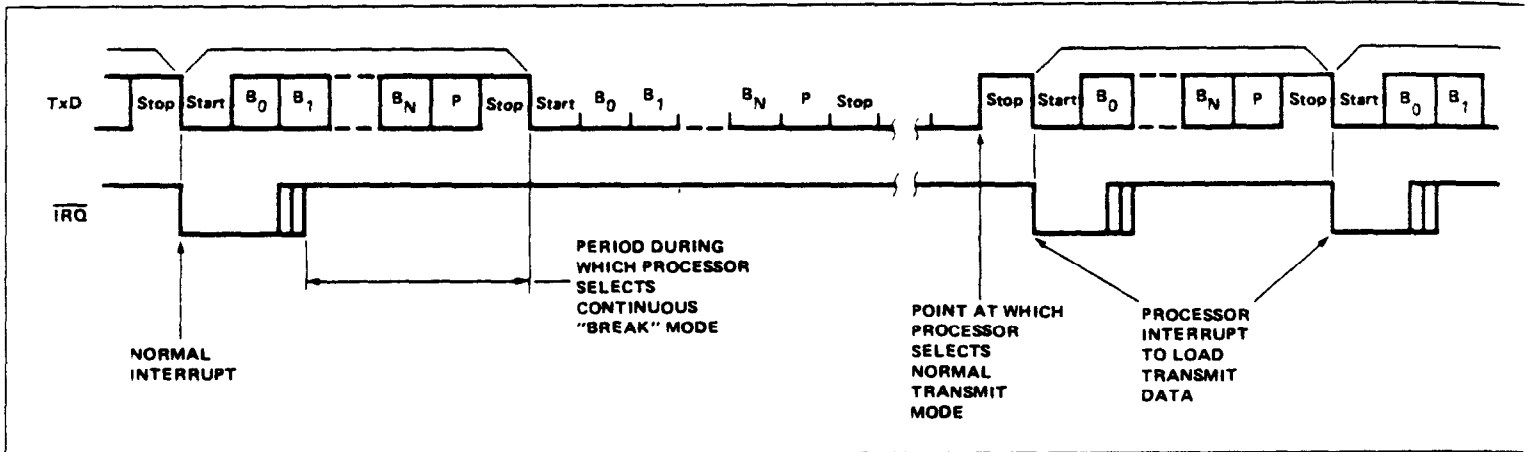 TxD
Stop Start B0 B1 BN P Stop Start B0 B1 BN P Stop Stop Start B0 BN P Stop Start B0 B1
IRQ
NORMAL
INTERRUPT
PERIOD DURING
WHICH PROCESSOR
SELECTS
CONTINUOUS
"BREAK" MODE
POINT AT WHICH
PROCESSOR
SELECTS
NORMAL
TRANSMIT
MODE
PROCESSOR
INTERRUPT
TO LOAD
TRANSMIT
DATA